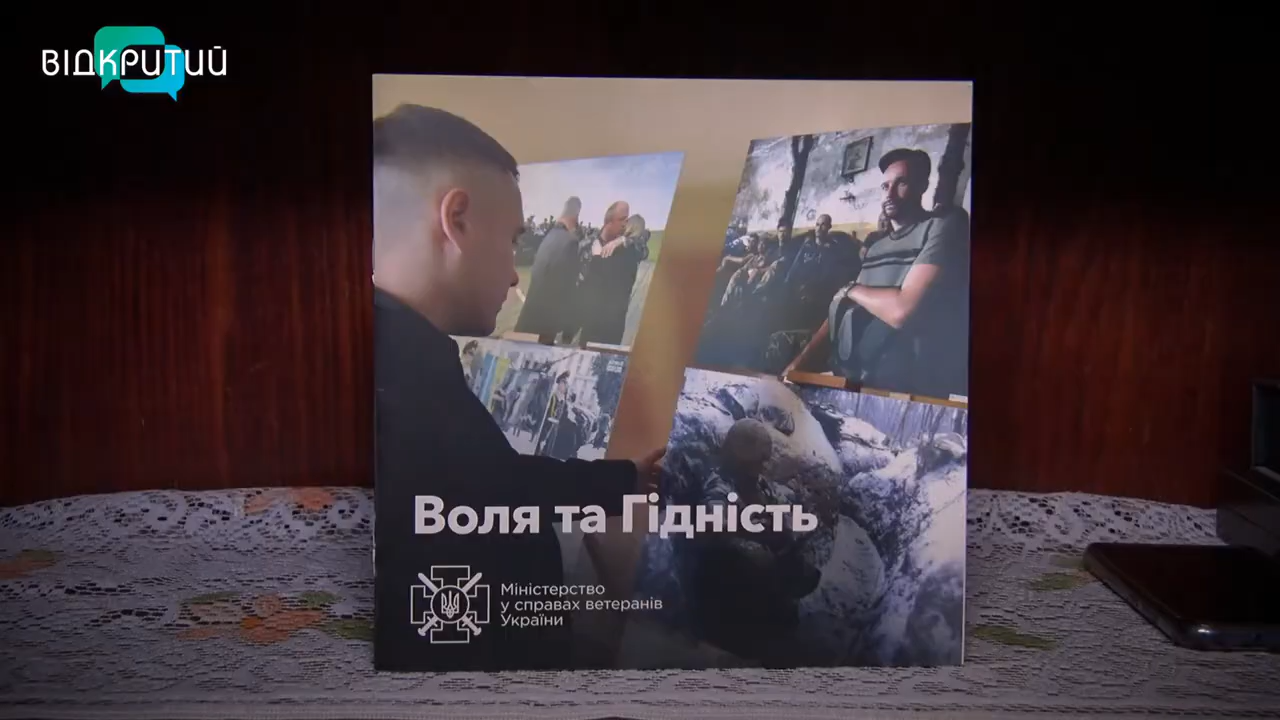 ВІДКРИТИЙ
Воля та Гідність
Міністерство
у справах ветеранів
України